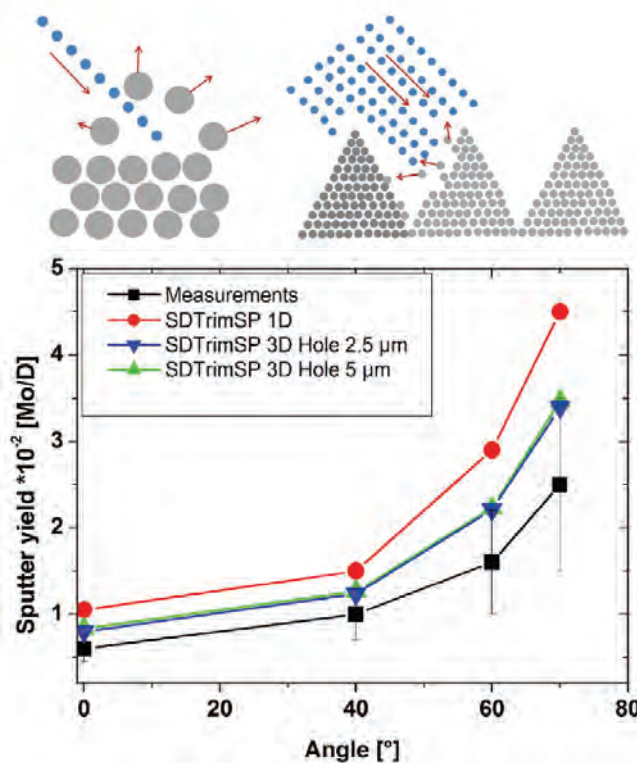 5
4
3
2
1
Measurements
SDTrimSP 1D
SDTrimSP 3D Hole 2.5 µm
SDTrimSP 3D Hole 5 µm
Sputter yield *10-2 [Mo/D]
0 20 40 60 80
Angle [°]